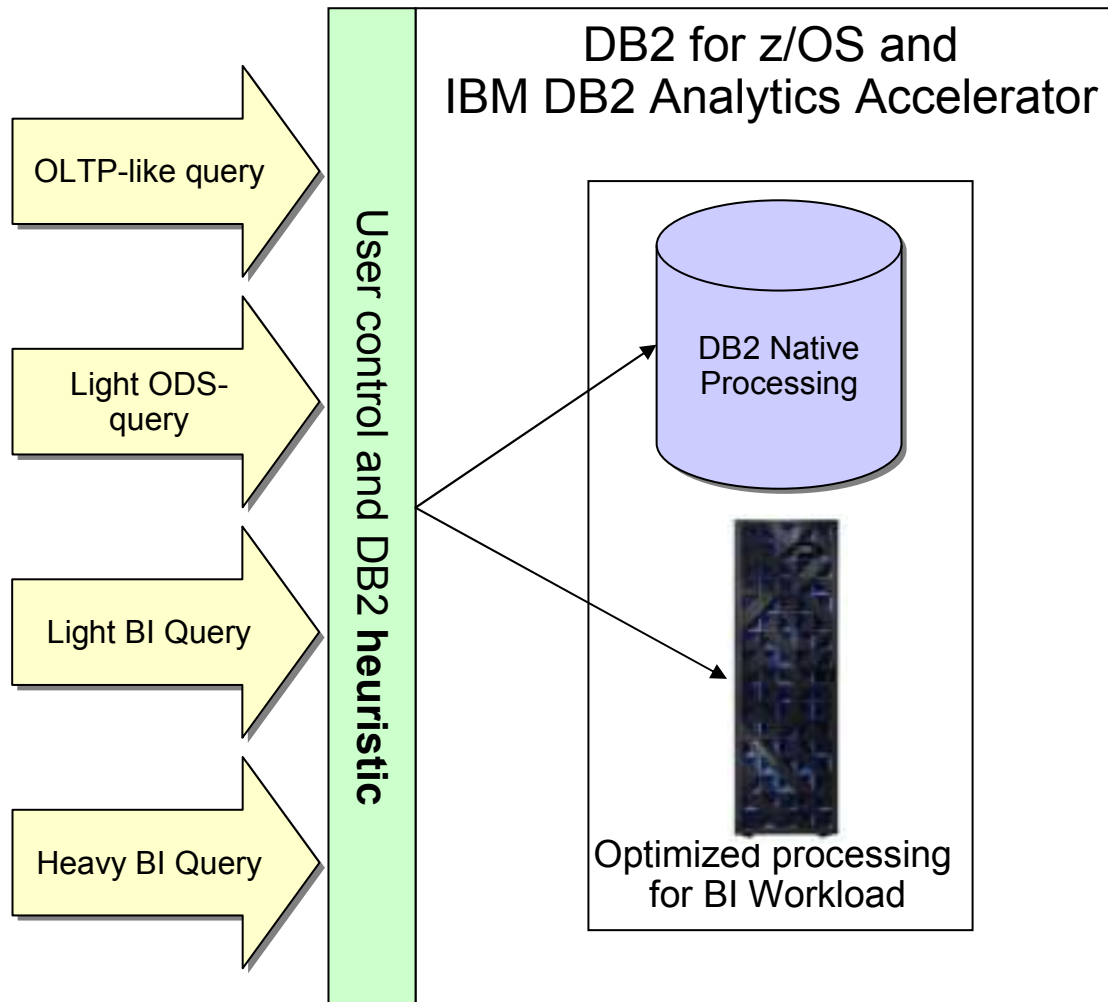 DB2 for z/OS and
IBM DB2 Analytics Accelerator
OLTP-like query
Light ODS-
query
Light BI Query
Heavy BI Query
User control and DB2 heuristic
DB2 Native
Processing
Optimized processing
for BI Workload